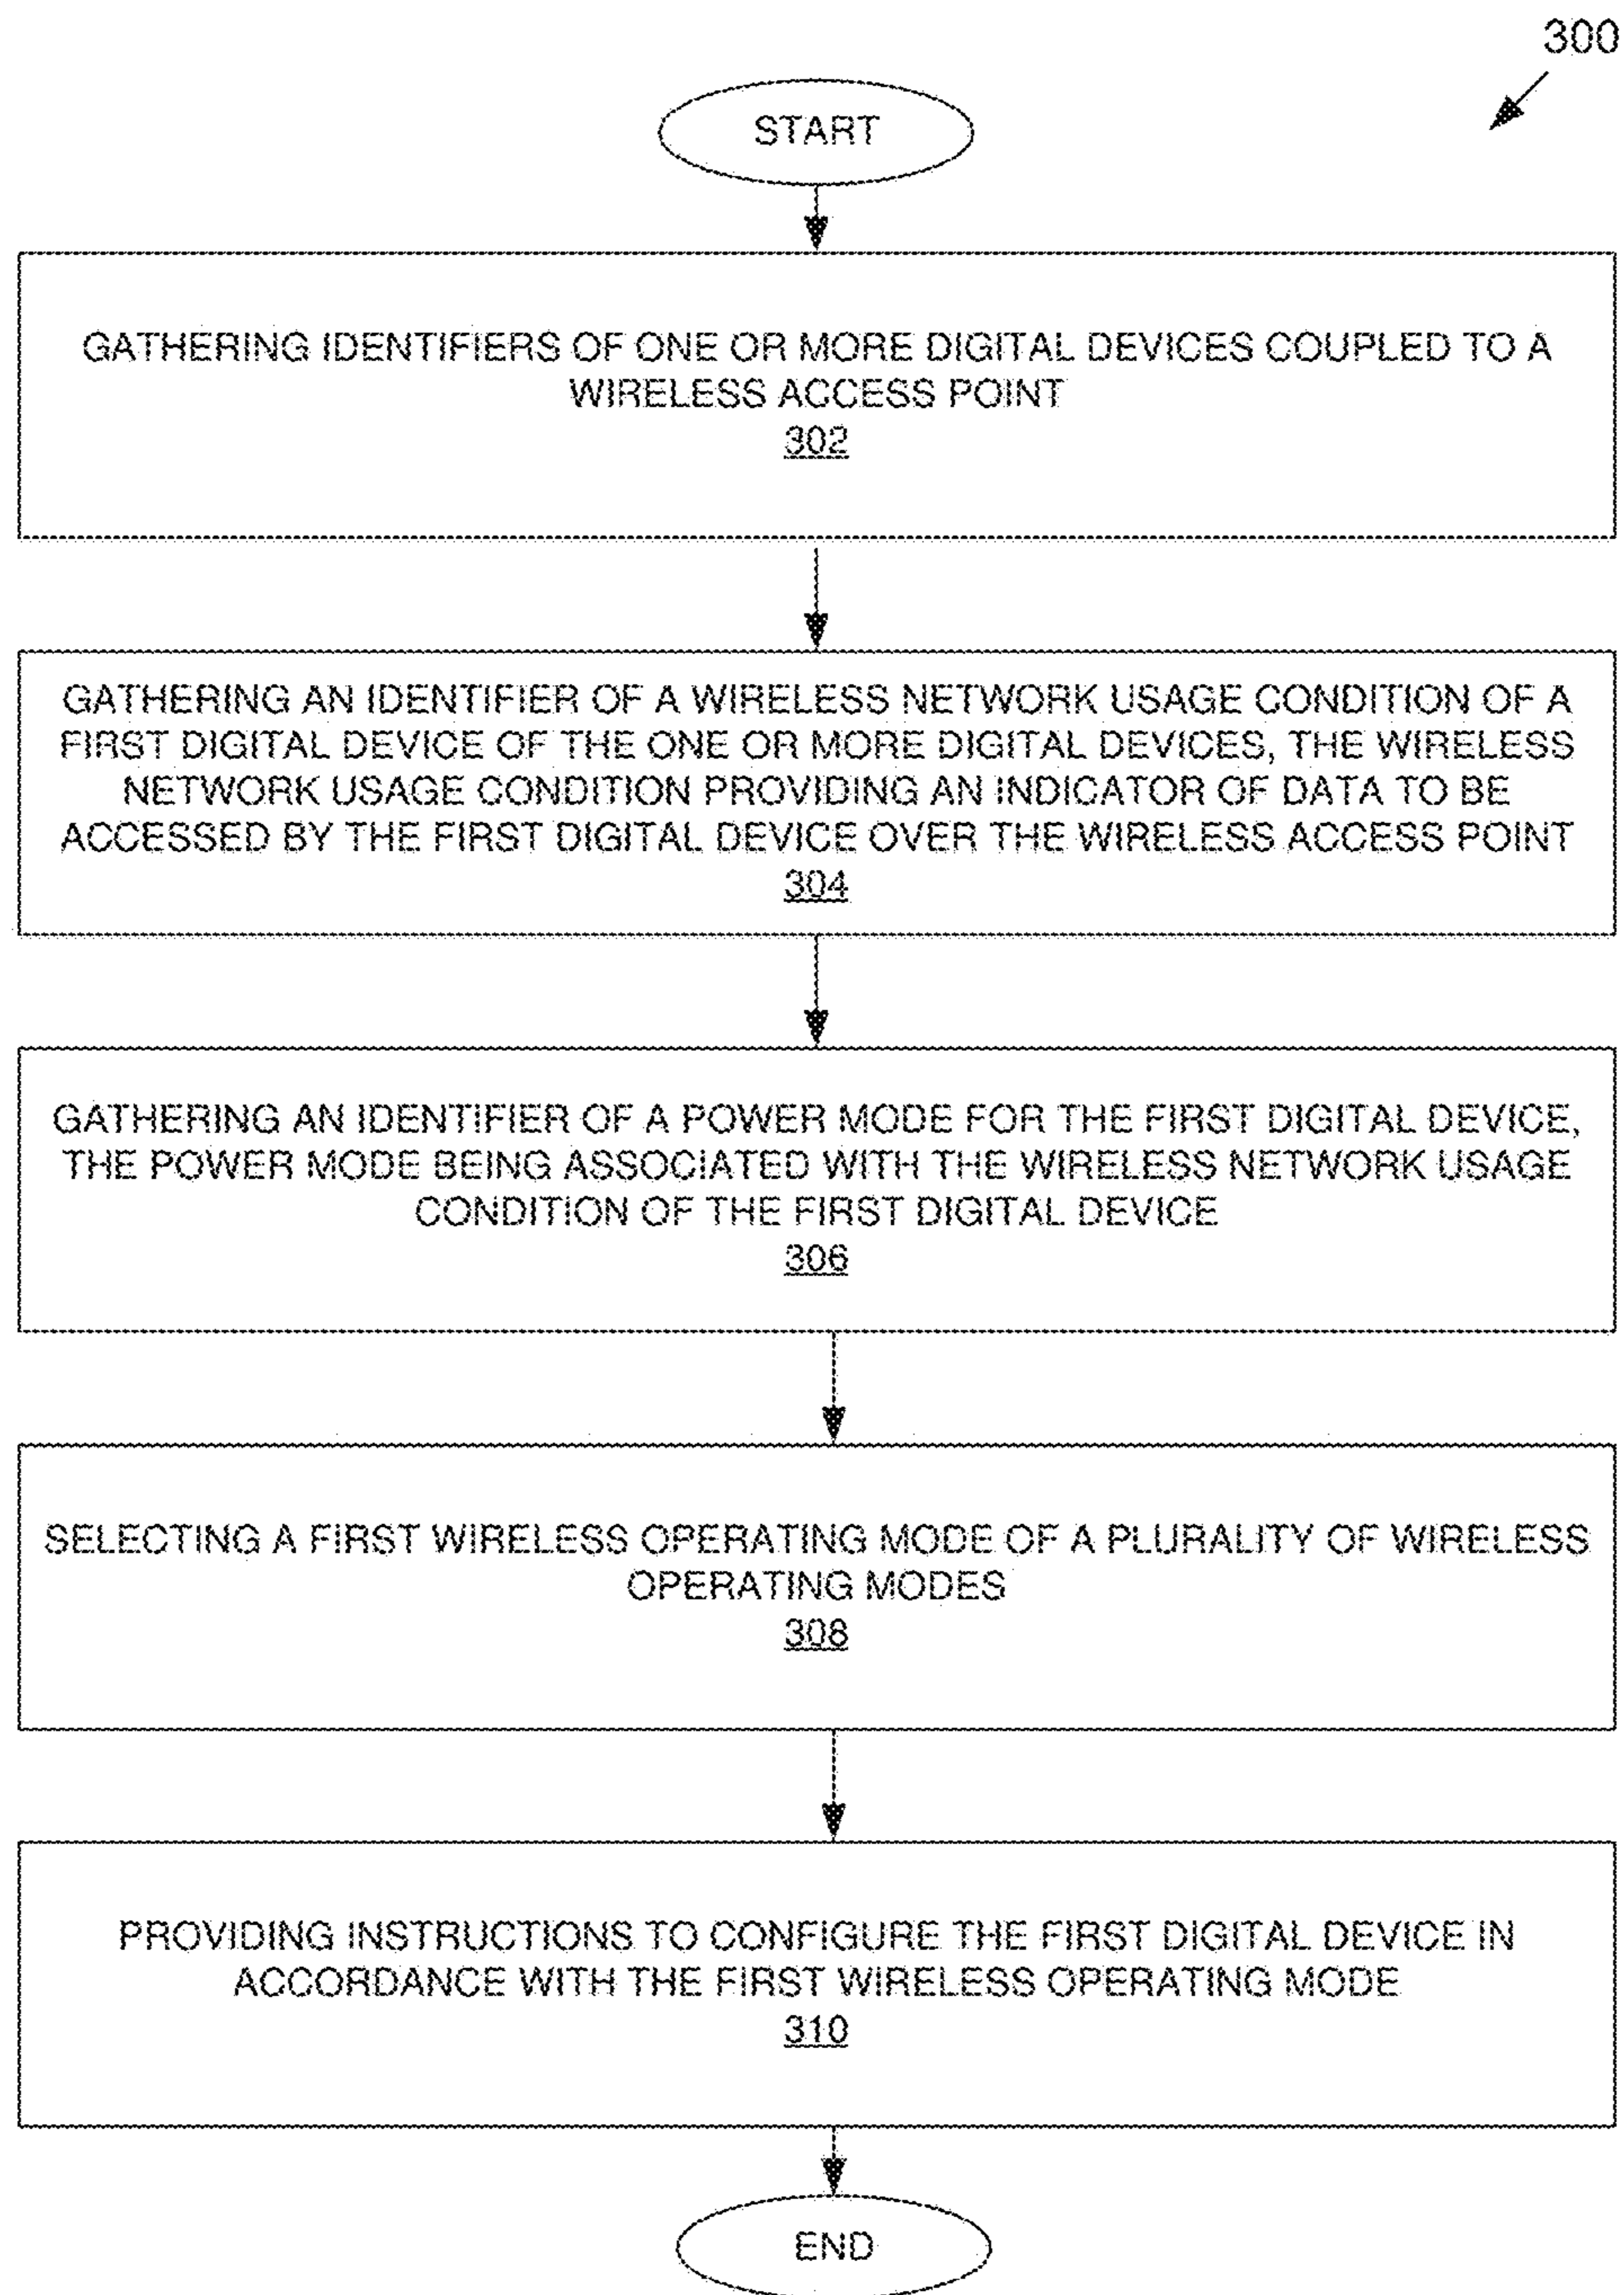 300
START
GATHERING IDENTIFIERS OF ONE OR MORE DIGITAL DEVICES COUPLED TO A
WIRELESS ACCESS POINT
302
GATHERING AN IDENTIFIER OF A WIRELESS NETWORK USAGE CONDITION OF A
FIRST DIGITAL DEVICE OF THE ONE OR MORE DIGITAL DEVICES, THE WIRELESS
NETWORK USAGE CONDITION PROVIDING AN INDICATOR OF DATA TO BE
ACCESSED BY THE FIRST DIGITAL DEVICE OVER THE WIRELESS ACCESS POINT
304
GATHERING AN IDENTIFIER OF A POWER MODE FOR THE FIRST DIGITAL DEVICE,
THE POWER MODE BEING ASSOCIATED WITH THE WIRELESS NETWORK USAGE
CONDITION OF THE FIRST DIGITAL DEVICE
306
SELECTING A FIRST WIRELESS OPERATING MODE OF A PLURALITY OF WIRELESS
OPERATING MODES
308
PROVIDING INSTRUCTIONS TO CONFIGURE THE FIRST DIGITAL DEVICE IN
ACCORDANCE WITH THE FIRST WIRELESS OPERATING MODE
310
END